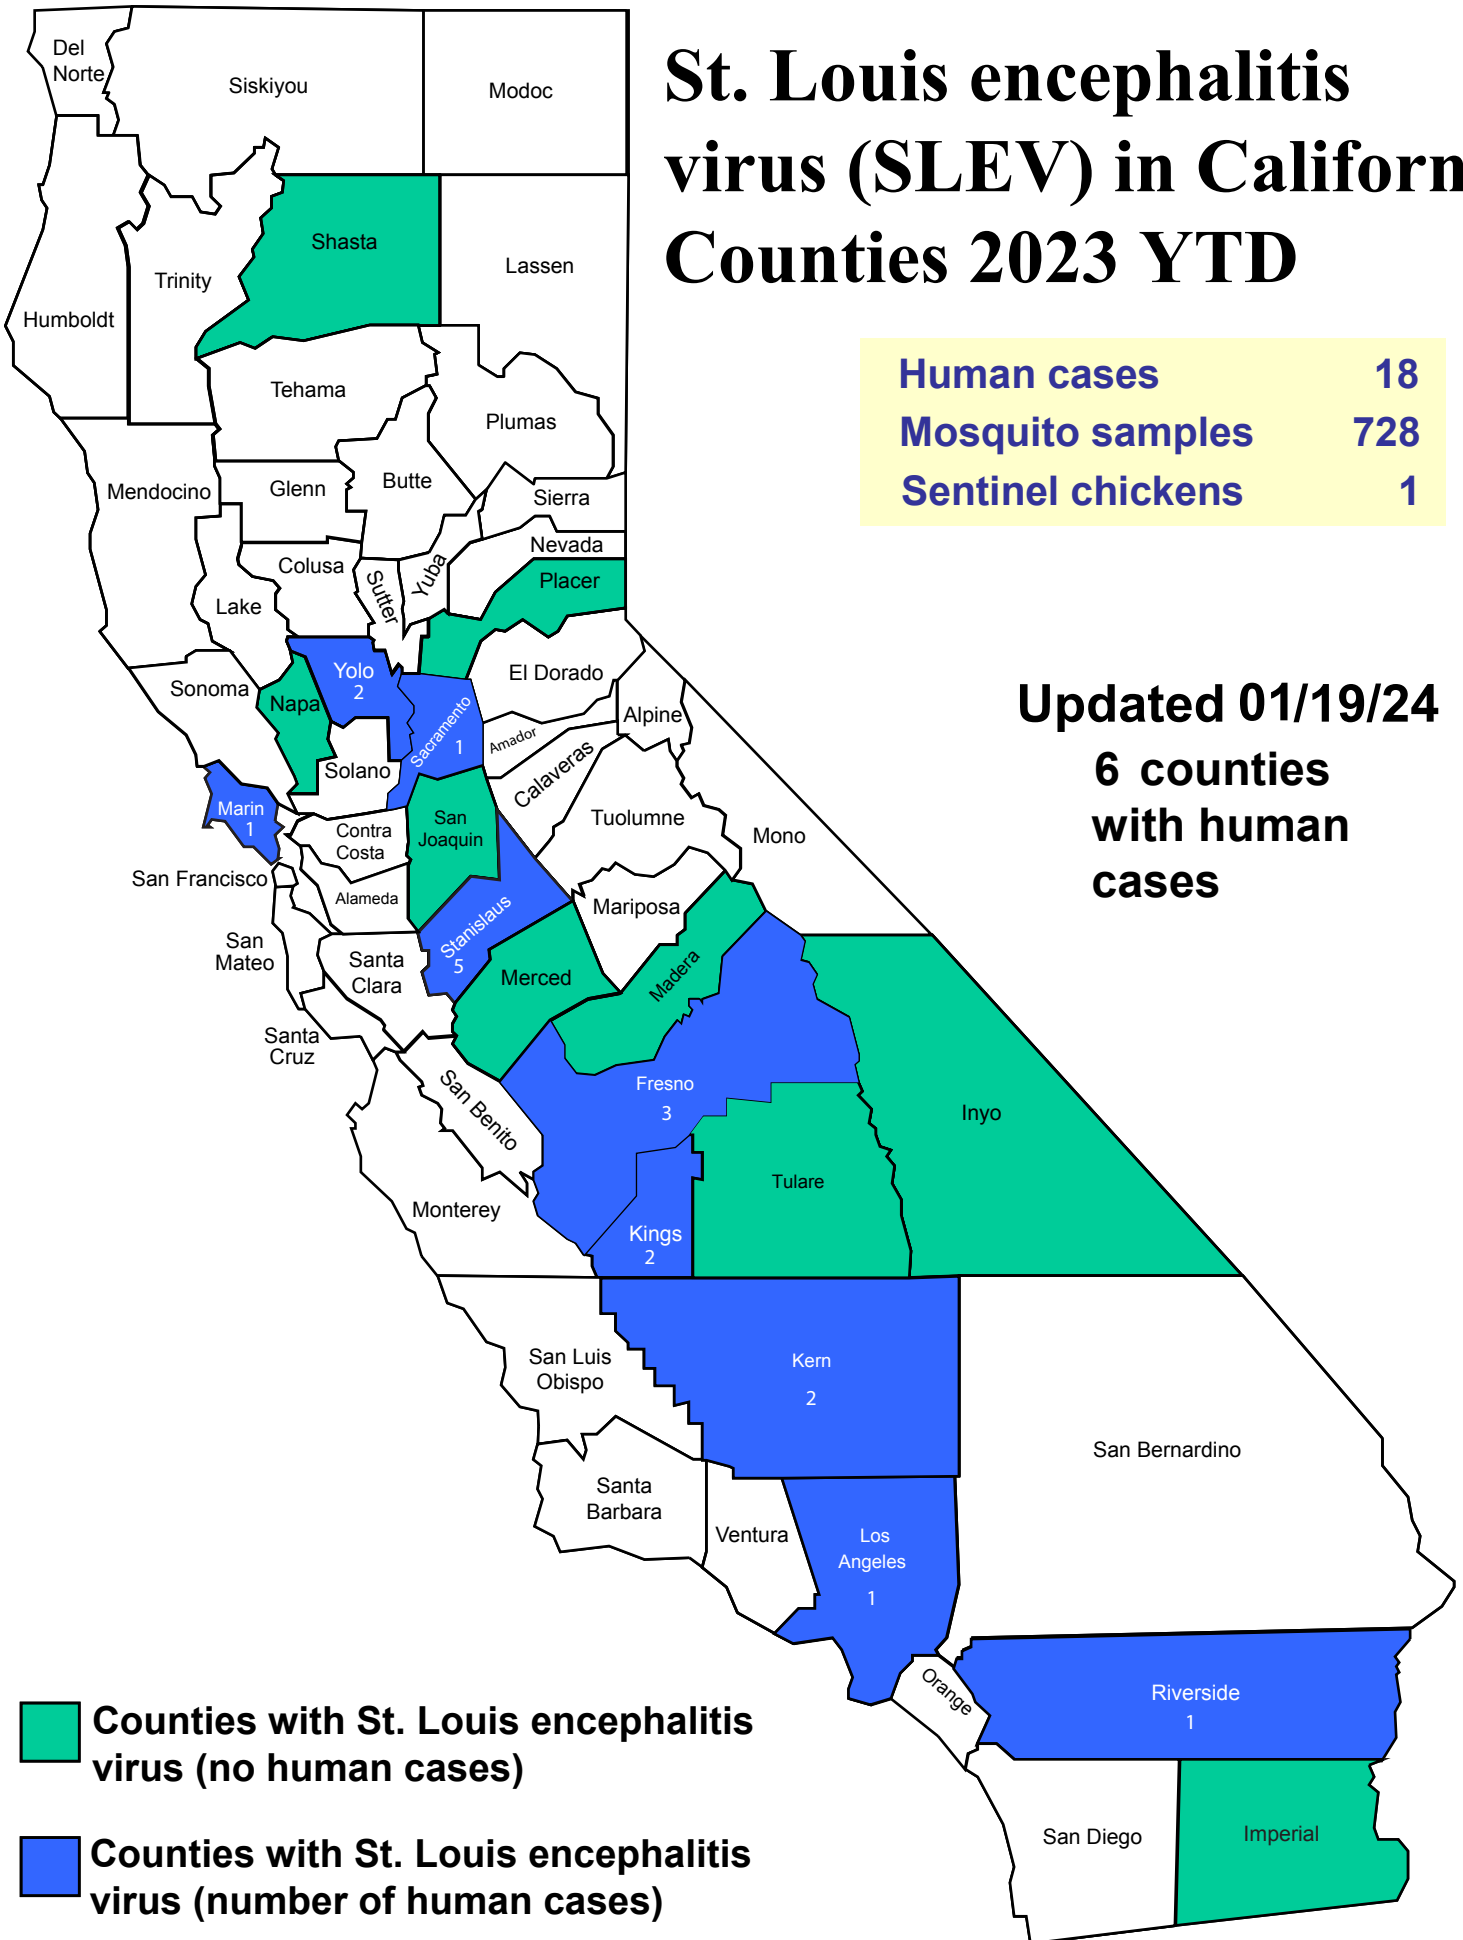 St. Louis encephalitis
virus (SLEV) in Californ
Counties 2023 YTD
Human cases 18
Mosquito samples 728
Sentinel chickens 1
Updated 01/19/24
6 counties
with human
cases
Del
Norte
Siskiyou
Modoc
Shasta
Trinity
Lassen
Humboldt
Tehama
Plumas
Mendocino
Glenn
Butte
Sierra
Nevada
Colusa
Sutter
Yuba
Placer
Lake
Yolo
2
El Dorado
Sonoma
Napa
Sacramento
1
Alpine
Amador
Solano
Calaveras
Marin
1
San
Joaquin
Tuolumne
Contra
Costa
Mono
San Francisco
Alameda
Mariposa
Stanislaus
5
San
Mateo
Santa
Clara
Merced
Madera
Santa
Cruz
San Benito
Fresno
3
Inyo
Tulare
Monterey
Kings
2
San Luis
Obispo
Kern
2
San Bernardino
Santa
Barbara
Ventura
Los
Angeles
1
Orange
Riverside
1
San Diego
Imperial
Counties with St. Louis encephalitis
virus (no human cases)
Counties with St. Louis encephalitis
virus (number of human cases)